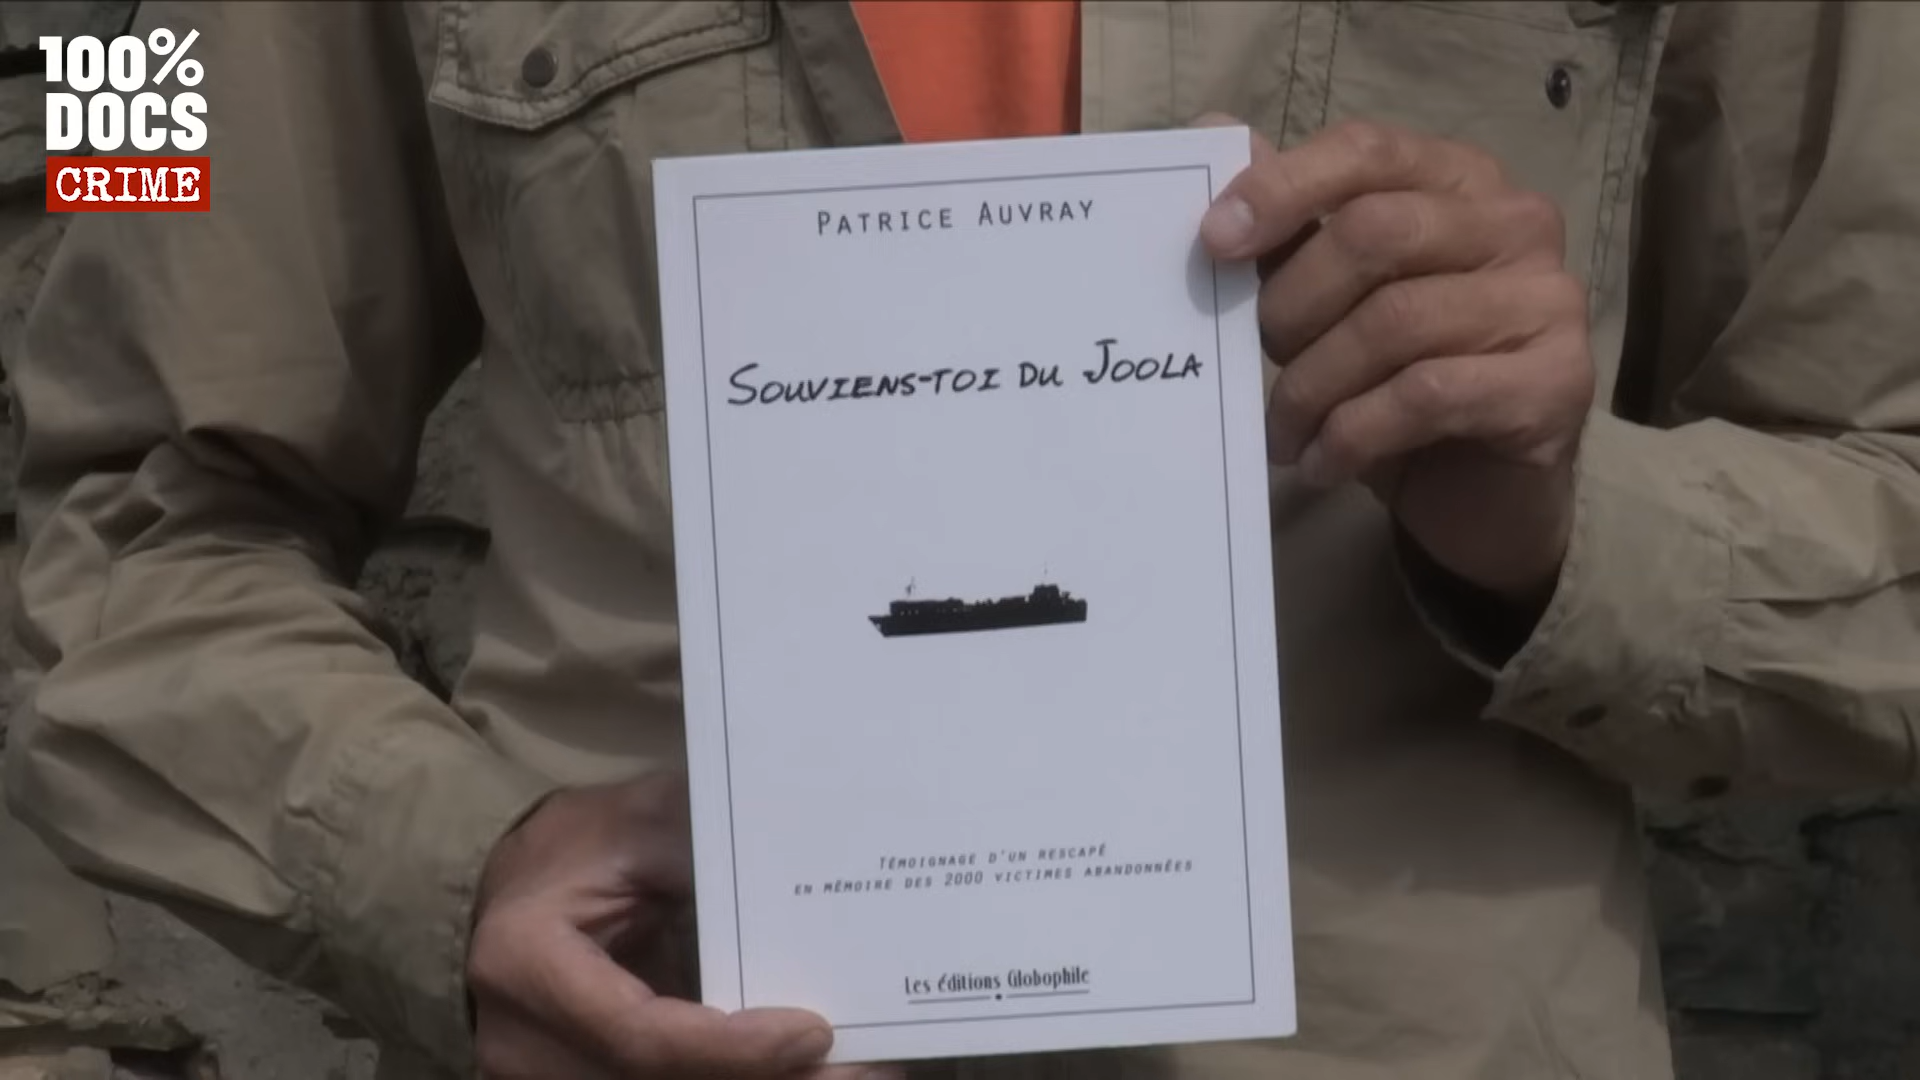 100%
DOCS
CRIME
PATRICE AUVRAY
SOUVIENS-TOI DU JOOLA
TÉMOIGNAGE D'UN RESCAPÉ
EN MÉMOIRE DES 2000 VICTIMES ABANDONNÉES
Les éditions Globophile